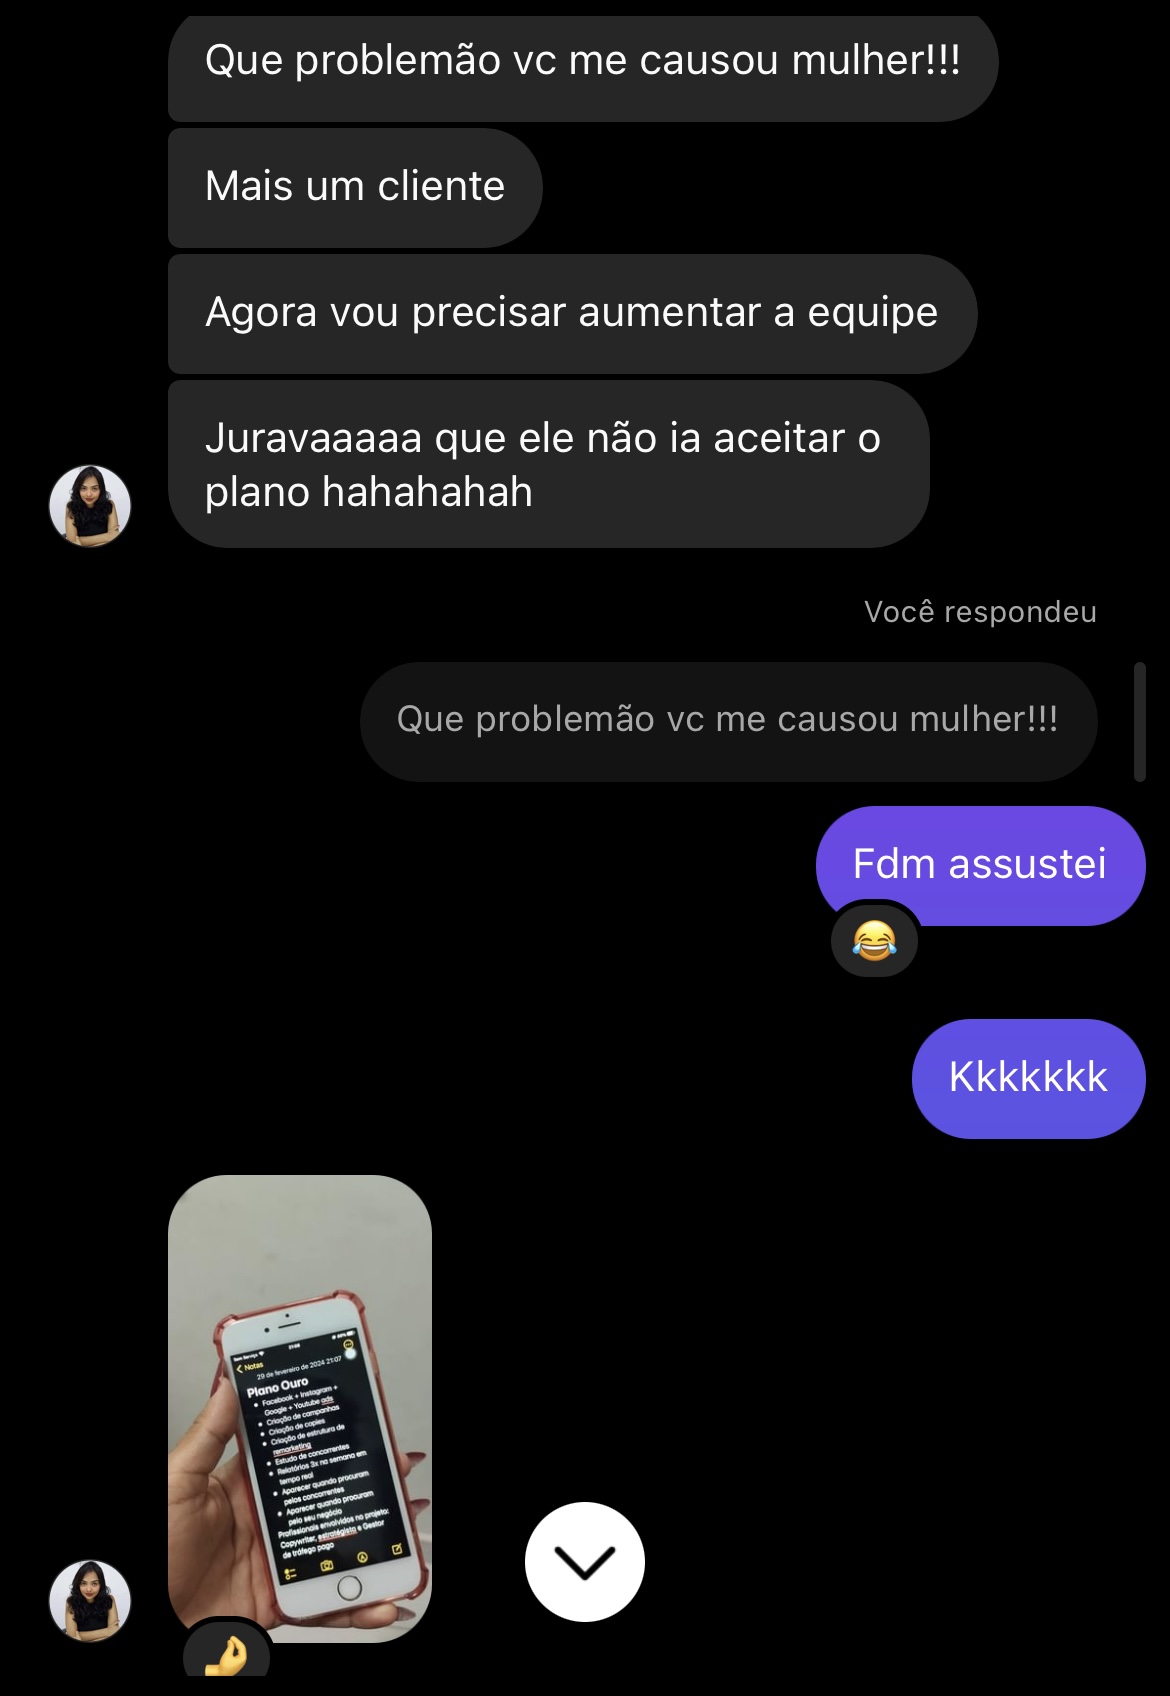 Que problemão vc me causou mulher!!!
Mais um cliente
Agora vou precisar aumentar a equipe
Juravaaaaa que ele não ia aceitar o
plano hahahahah
Você respondeu
Que problemão vc me causou mulher!!!
Fdm assustei
Kkkkkkk
21:08
Notas
29 de fevereiro de 2024 21:07
Plano Ouro
Facebook + Instagram +
Google + Youtube ads
Criação de campanhas
Criação de copies
Criação de estrutura de
remarketing
Estudo de concorrentes
Relatórios 3x na semana em
tempo real
Aparecer quando procuram
pelos concorrentes
Aparecer quando procuram
pelo seu negócio
Profissionais envolvidos no projeto:
Copywriter, estratégista e Gestor
de tráfego pago